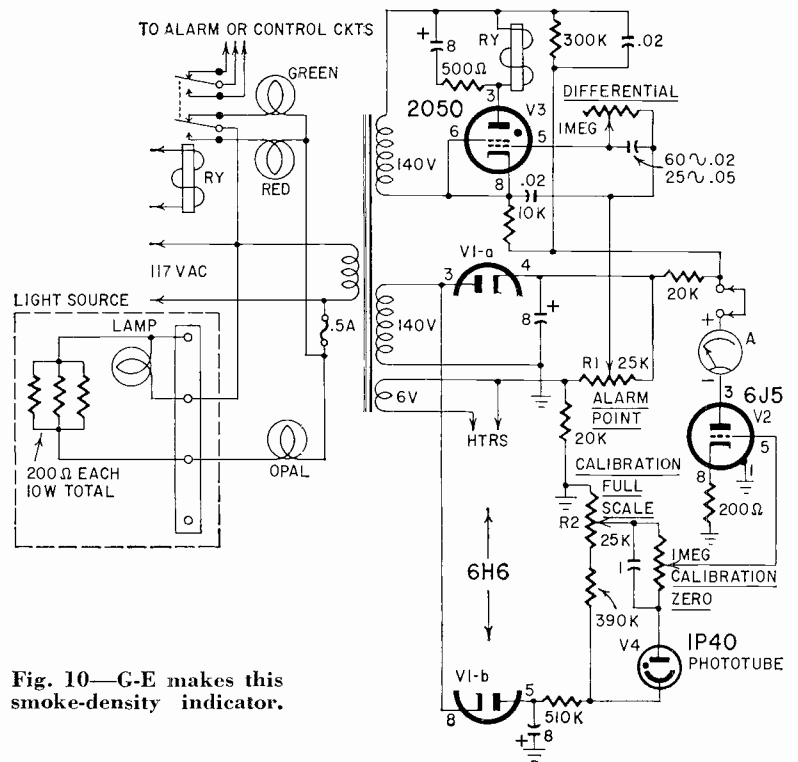 TO ALARM OR CONTROL CKTS
GREEN
RED
RY
117 VAC
LIGHT SOURCE
LAMP
.5A
200Ω EACH
10W TOTAL
OPAL
+
8
RY
500Ω
300K
.02
2050
3
V3
6
5
8
DIFFERENTIAL
1MEG
60∿.02
25∿.05
140V
.02
10K
V1-a
3
4
20K
140V
8
+
R1
25K
ALARM
POINT
6V
HTRS
20K
+
A
-
3
6J5
V2
5
8
1
200Ω
CALIBRATION
FULL
SCALE
R2
25K
1
1MEG
CALIBRATION
ZERO
390K
6H6
V4
1P40
PHOTOTUBE
V1-b
8
5
510K
+
8
Fig. 10—G-E makes this
smoke-density indicator.